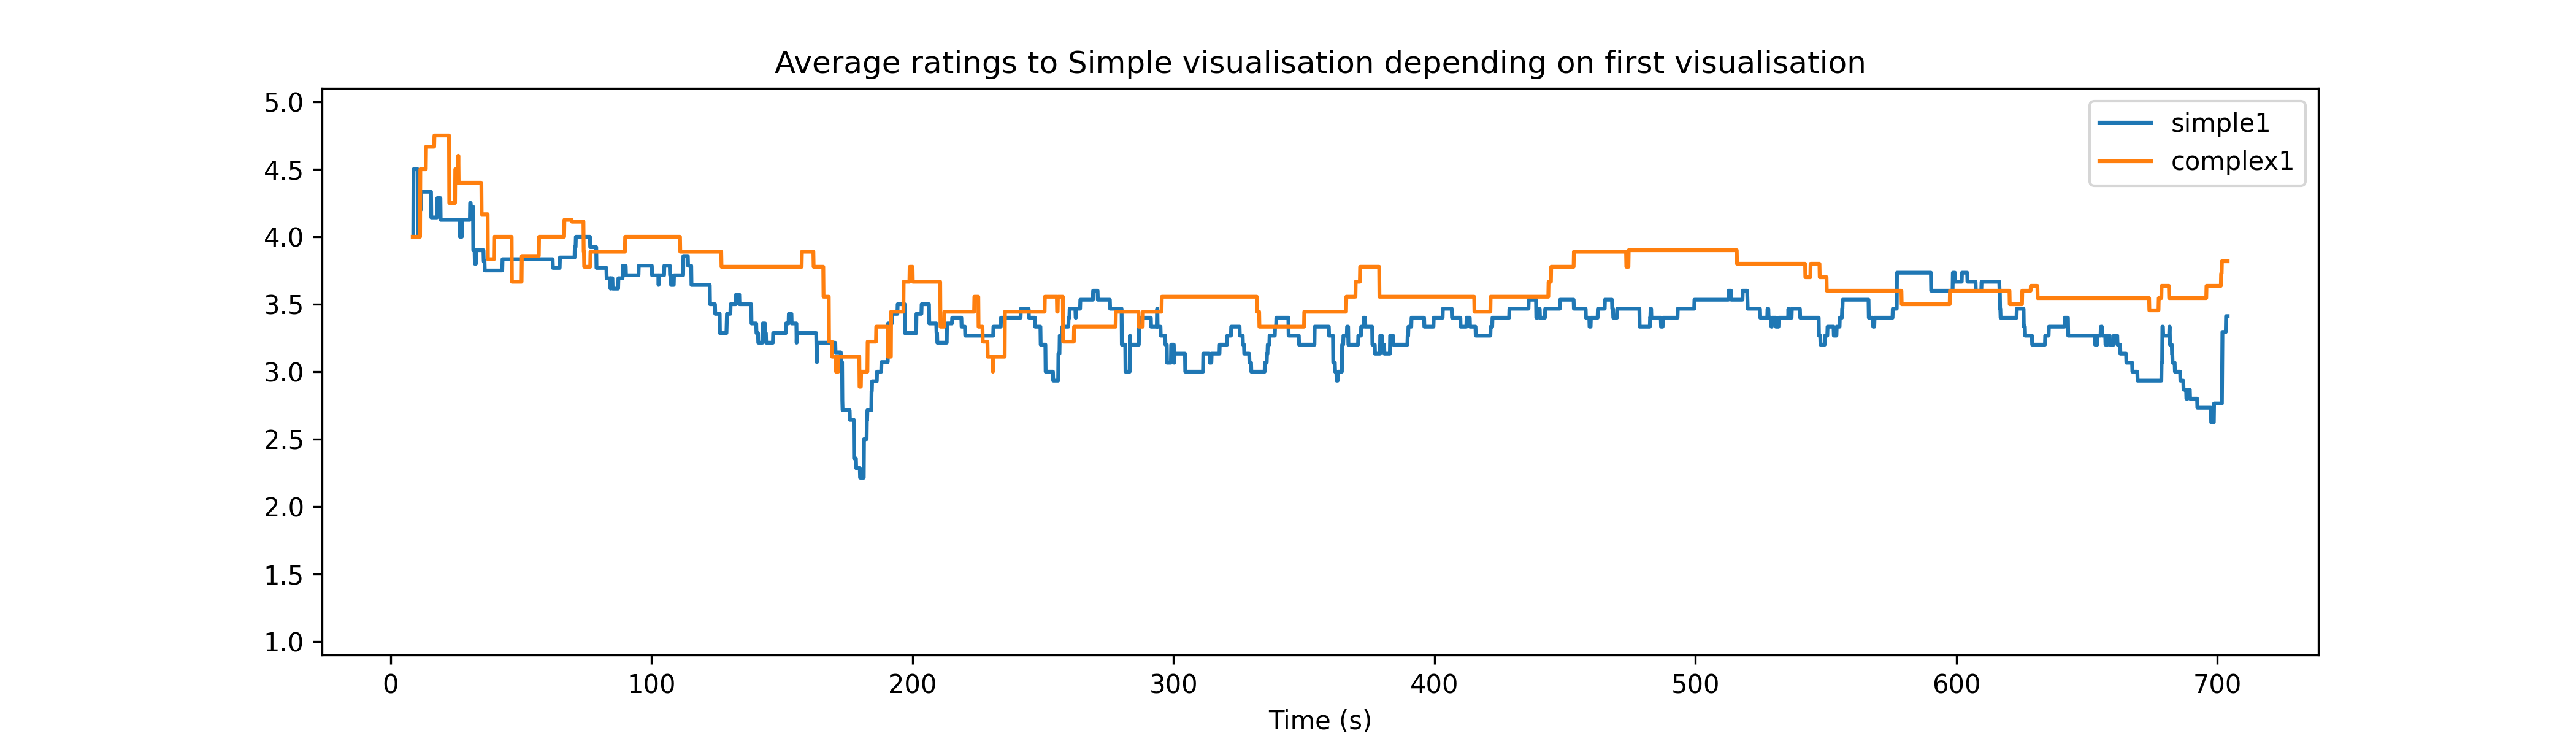 Average ratings to Simple visualisation depending on first visualisation
5.0
4.5
4.0
3.5
3.0
2.5
2.0
1.5
1.0
simple1
complex1
0 100 200 300 400 500 600 700
Time (s)